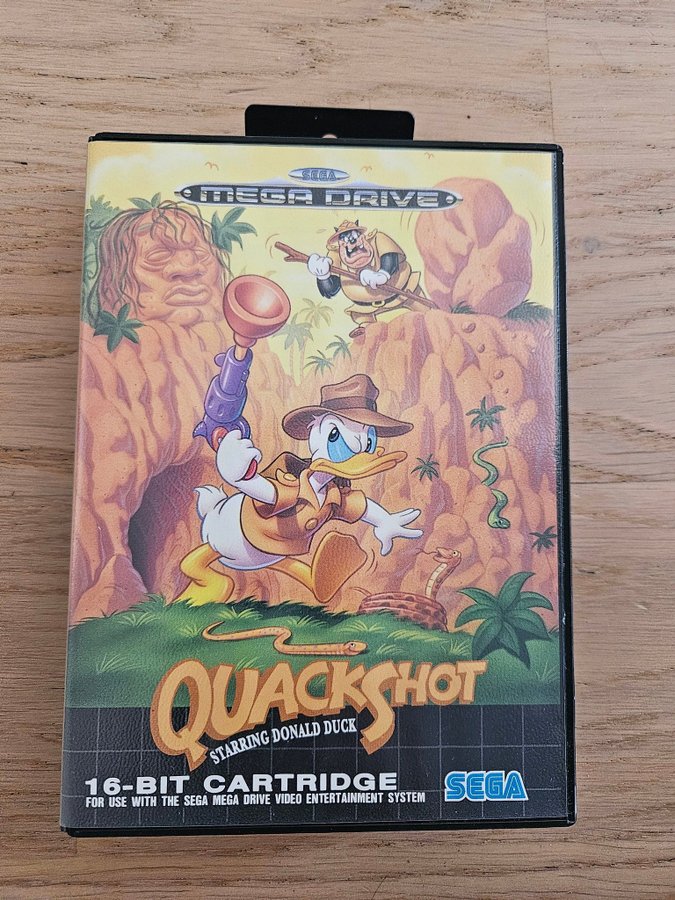 SEGA
MEGA DRIVE
QUACKSHOT
STARRING DONALD DUCK
16-BIT CARTRIDGE
FOR USE WITH THE SEGA MEGA DRIVE VIDEO ENTERTAINMENT SYSTEM
SEGA